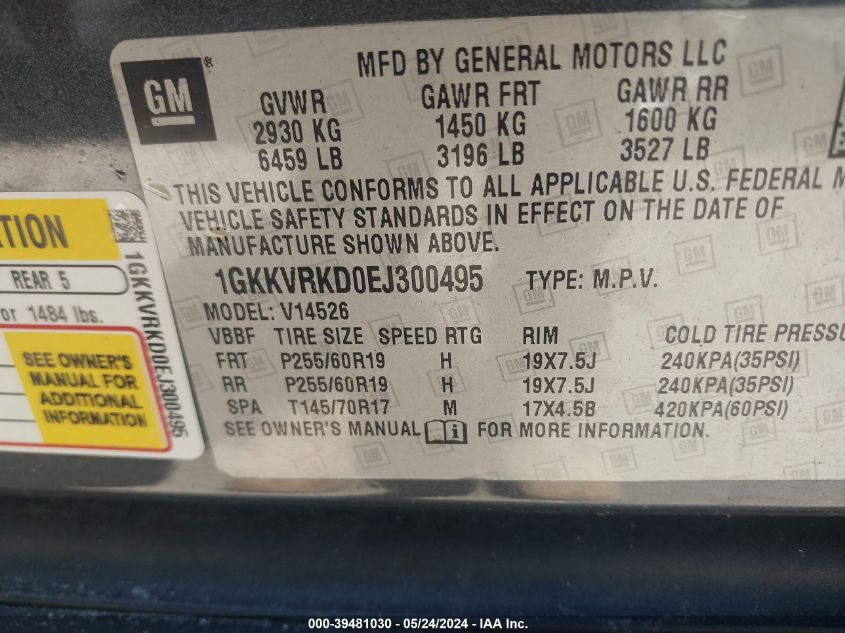 GM
MFD BY GENERAL MOTORS LLC
GVWR GAWR FRT GAWR RR
2930 KG 1450 KG 1600 KG
6459 LB 3196 LB 3527 LB
THIS VEHICLE CONFORMS TO ALL APPLICABLE U.S. FEDERAL M
VEHICLE SAFETY STANDARDS IN EFFECT ON THE DATE OF
MANUFACTURE SHOWN ABOVE.
1GKKVRKD0EJ300495 TYPE: M.P.V.
MODEL: V14526
VBBF TIRE SIZE SPEED RTG RIM COLD TIRE PRESSU
FRT P255/60R19 H 19X7.5J 240KPA(35PSI)
RR P255/60R19 H 19X7.5J 240KPA(35PSI)
SPA T145/70R17 M 17X4.5B 420KPA(60PSI)
SEE OWNER'S MANUAL FOR MORE INFORMATION.
ATION
REAR 5
or 1484 lbs.
SEE OWNER'S
MANUAL FOR
ADDITIONAL
INFORMATION
1GKKVRKD0EJ300495
000-39481030 - 05/24/2024 - IAA Inc.